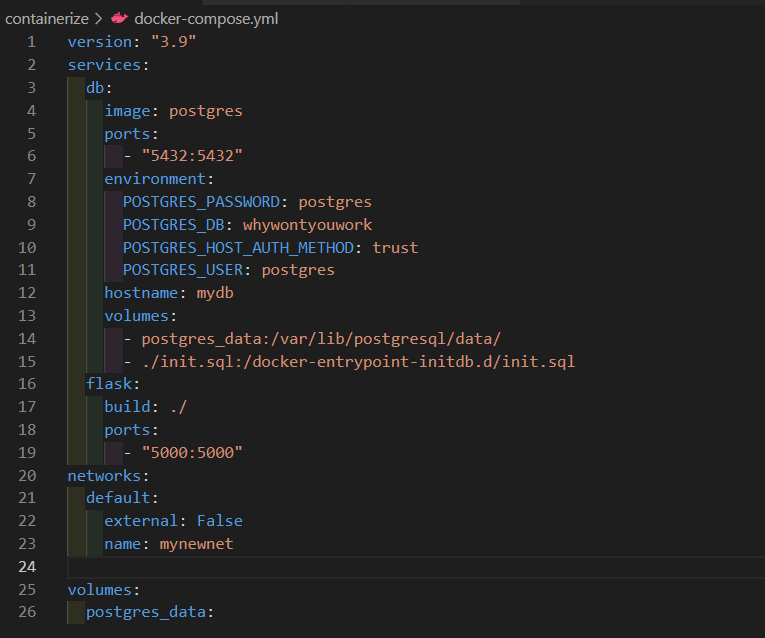 containerize > docker-compose.yml
1 version: "3.9"
2 services:
3   db:
4     image: postgres
5     ports:
6       - "5432:5432"
7     environment:
8       POSTGRES_PASSWORD: postgres
9       POSTGRES_DB: whywontyouwork
10       POSTGRES_HOST_AUTH_METHOD: trust
11       POSTGRES_USER: postgres
12     hostname: mydb
13     volumes:
14       - postgres_data:/var/lib/postgresql/data/
15       - ./init.sql:/docker-entrypoint-initdb.d/init.sql
16   flask:
17     build: ./
18     ports:
19       - "5000:5000"
20 networks:
21   default:
22     external: False
23     name: mynewnet
24
25 volumes:
26   postgres_data: